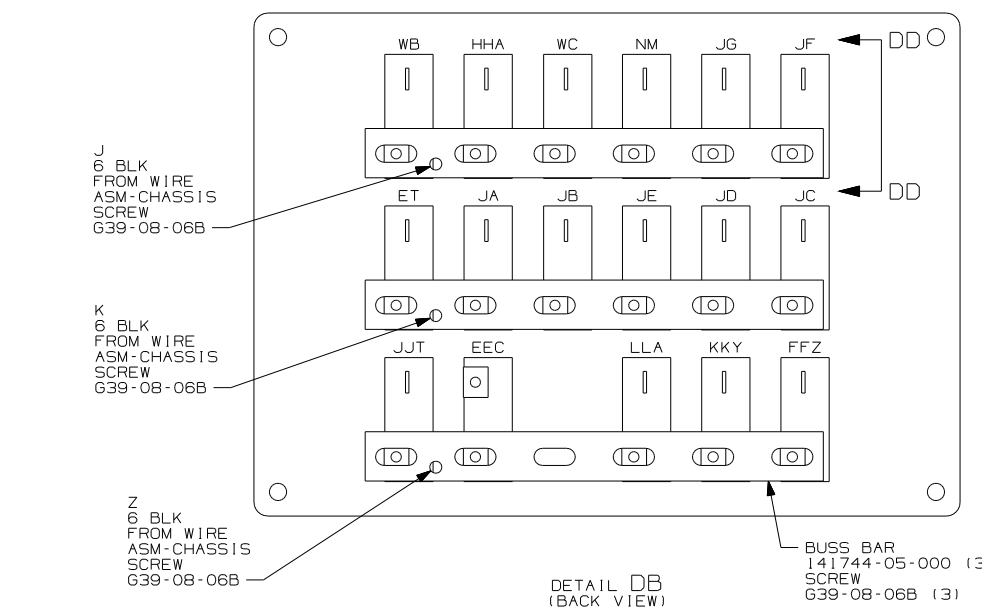 WB HHA WC NM JG JF DD
J
6 BLK
FROM WIRE
ASM-CHASSIS
SCREW
G39-08-06B
DD
ET JA JB JE JD JC
K
6 BLK
FROM WIRE
ASM-CHASSIS
SCREW
G39-08-06B
JJT EEC LLA KKY FFZ
Z
6 BLK
FROM WIRE
ASM-CHASSIS
SCREW
G39-08-06B
BUSS BAR
141744-05-000 (3
SCREW
G39-08-06B (3)
DETAIL DB
(BACK VIEW)